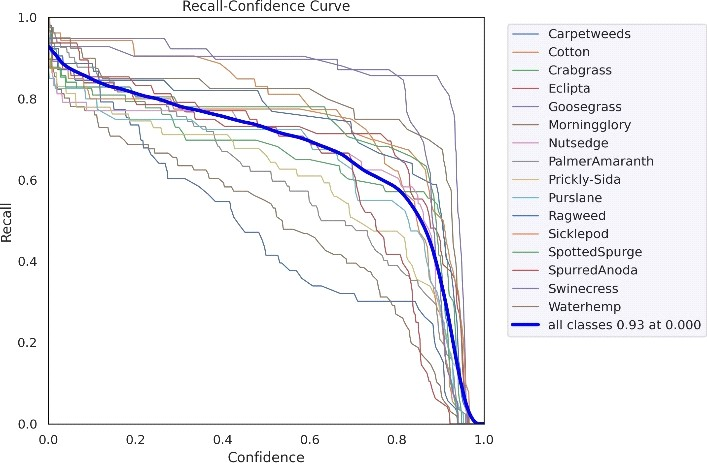 Recall-Confidence Curve
1.0
0.8
0.6
0.4
0.2
0.0
Recall
0.0 0.2 0.4 0.6 0.8 1.0
Confidence
Carpetweeds
Cotton
Crabgrass
Eclipta
Goosegrass
Morningglory
Nutsedge
PalmerAmaranth
Prickly-Sida
Purslane
Ragweed
Sicklepod
SpottedSpurge
SpurredAnoda
Swinecress
Waterhemp
all classes 0.93 at 0.000